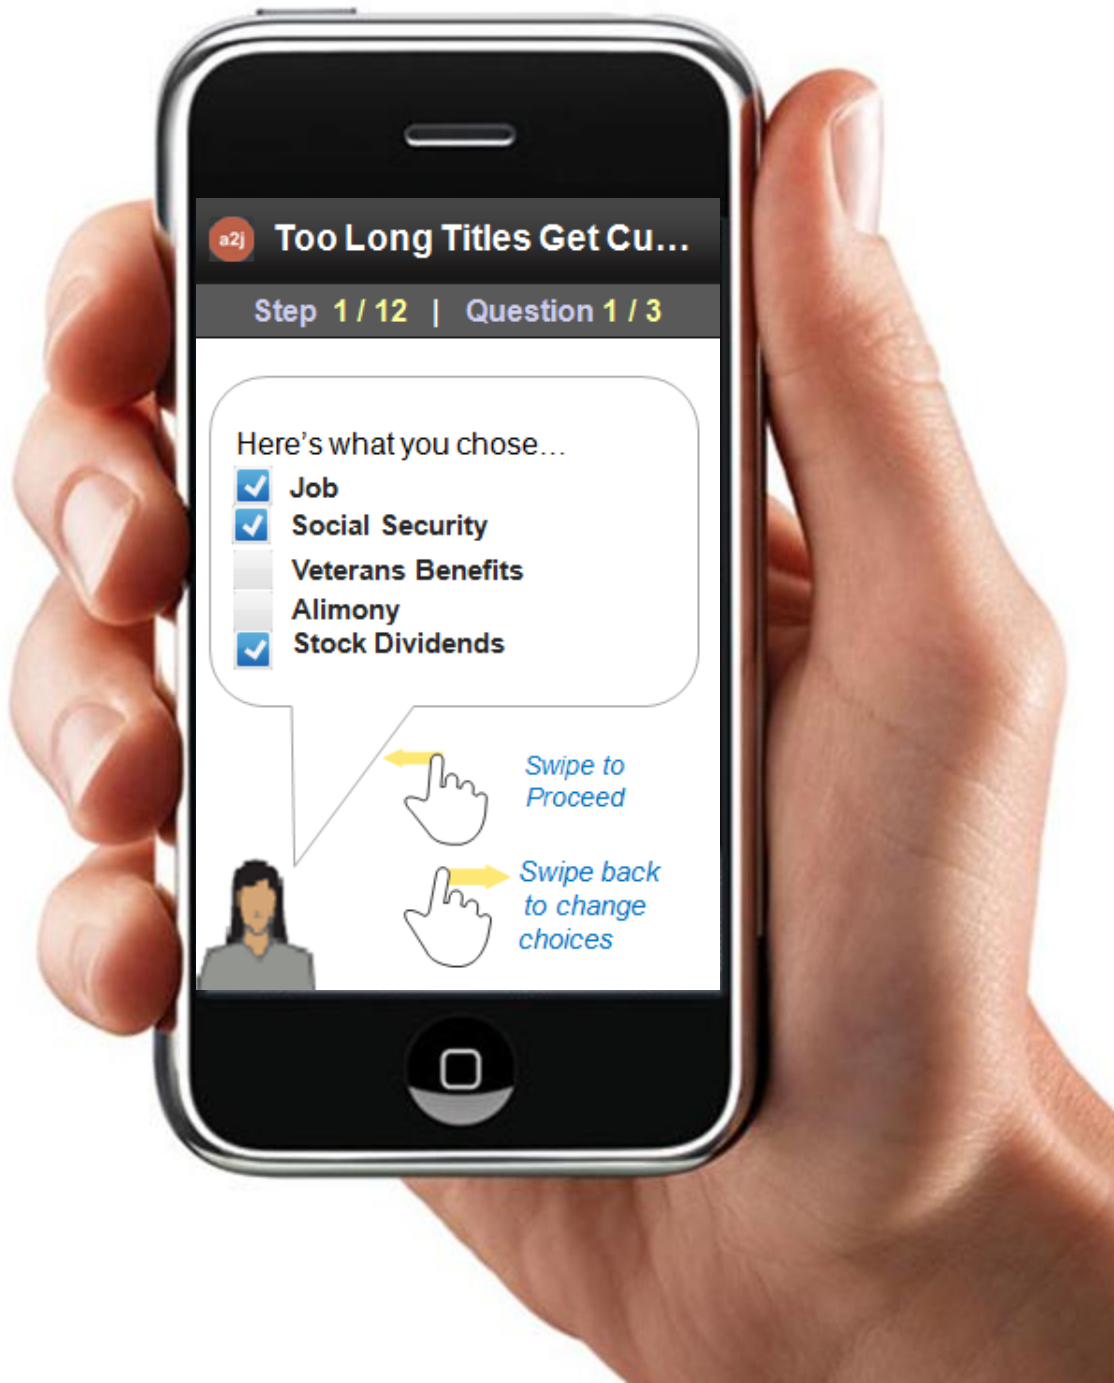 a2j Too Long Titles Get Cu...
Step 1 / 12 | Question 1 / 3
Here's what you chose...
Job
Social Security
Veterans Benefits
Alimony
Stock Dividends
Swipe to
Proceed
Swipe back
to change
choices